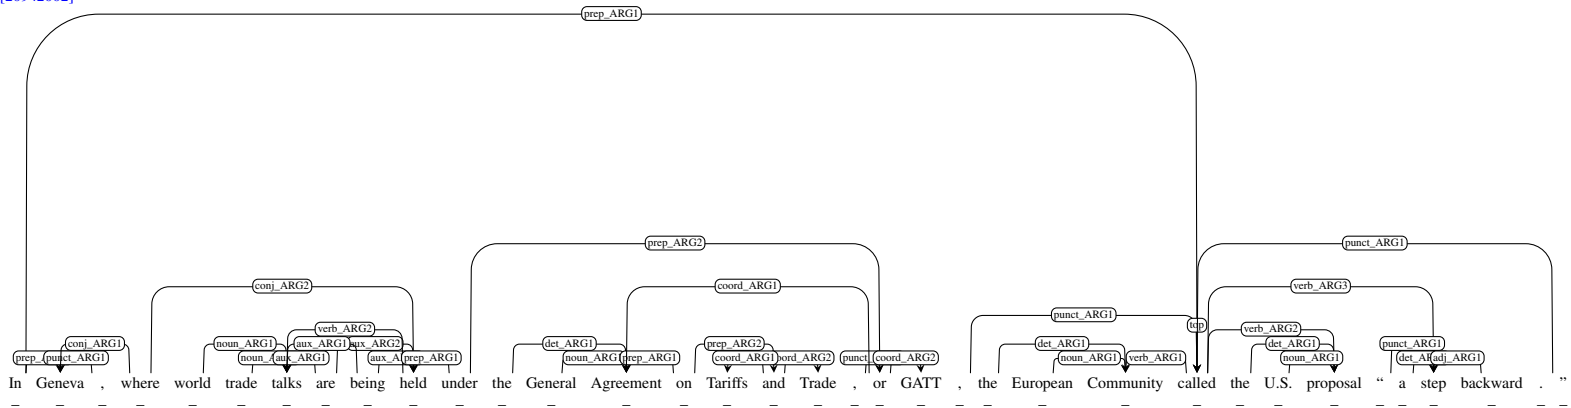 prep_ARG1
prep_ARG2 punct_ARG1
conj_ARG2 coord_ARG1 verb_ARG3
punct_ARG1
top
verb_ARG2 verb_ARG2
conj_ARG1 noun_ARG1 aux_ARG1 aux_ARG2 det_ARG1 prep_ARG2 det_ARG1 det_ARG1 punct_ARG1
punct_ARG1 aux_ARG1 prep_ARG1 noun_ARG1 prep_ARG1 coord_ARG1 coord_ARG2 coord_ARG2 noun_ARG1 verb_ARG1 noun_ARG1 adj_ARG1
In Geneva , where world trade talks are being held under the General Agreement on Tariffs and Trade , or GATT , the European Community called the U.S. proposal “ a step backward . ”